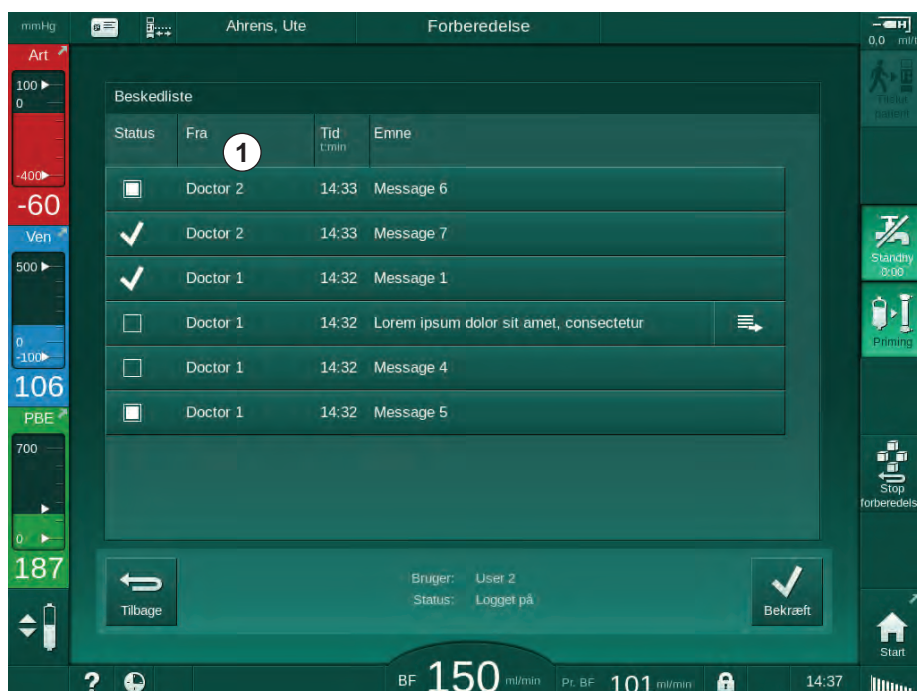 mmHg
Ahrens, Ute
Forberedelse
0,0 ml/
H
Art
100
0
-400
-60
Ven
500
0
-100
106
PBE
700
0
187
Beskedliste
Status Fra Tid Emne
t:min
1
Doctor 2 14:33 Message 6
Doctor 2 14:33 Message 7
Doctor 1 14:32 Message 1
Doctor 1 14:32 Lorem ipsum dolor sit amet, consectetur
Doctor 1 14:32 Message 4
Doctor 1 14:32 Message 5
Tilbage
Bruger: User 2
Status: Logget på
Bekræft
Standby
0:00
Priming
Stop
forberedels
Start
? BF 150 ml/min Pr. BF 101 ml/min 14:37